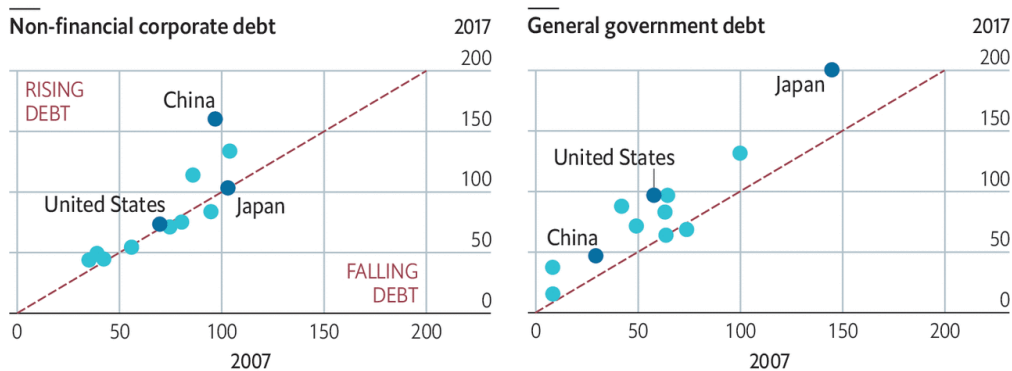 Non-financial corporate debt
2017
200
RISING
DEBT
China
150
100
United States
Japan
50
FALLING
DEBT
0
0 50 100 150 200
2007
General government debt
2017
200
Japan
150
United States
100
China
50
0
0 50 100 150 200
2007